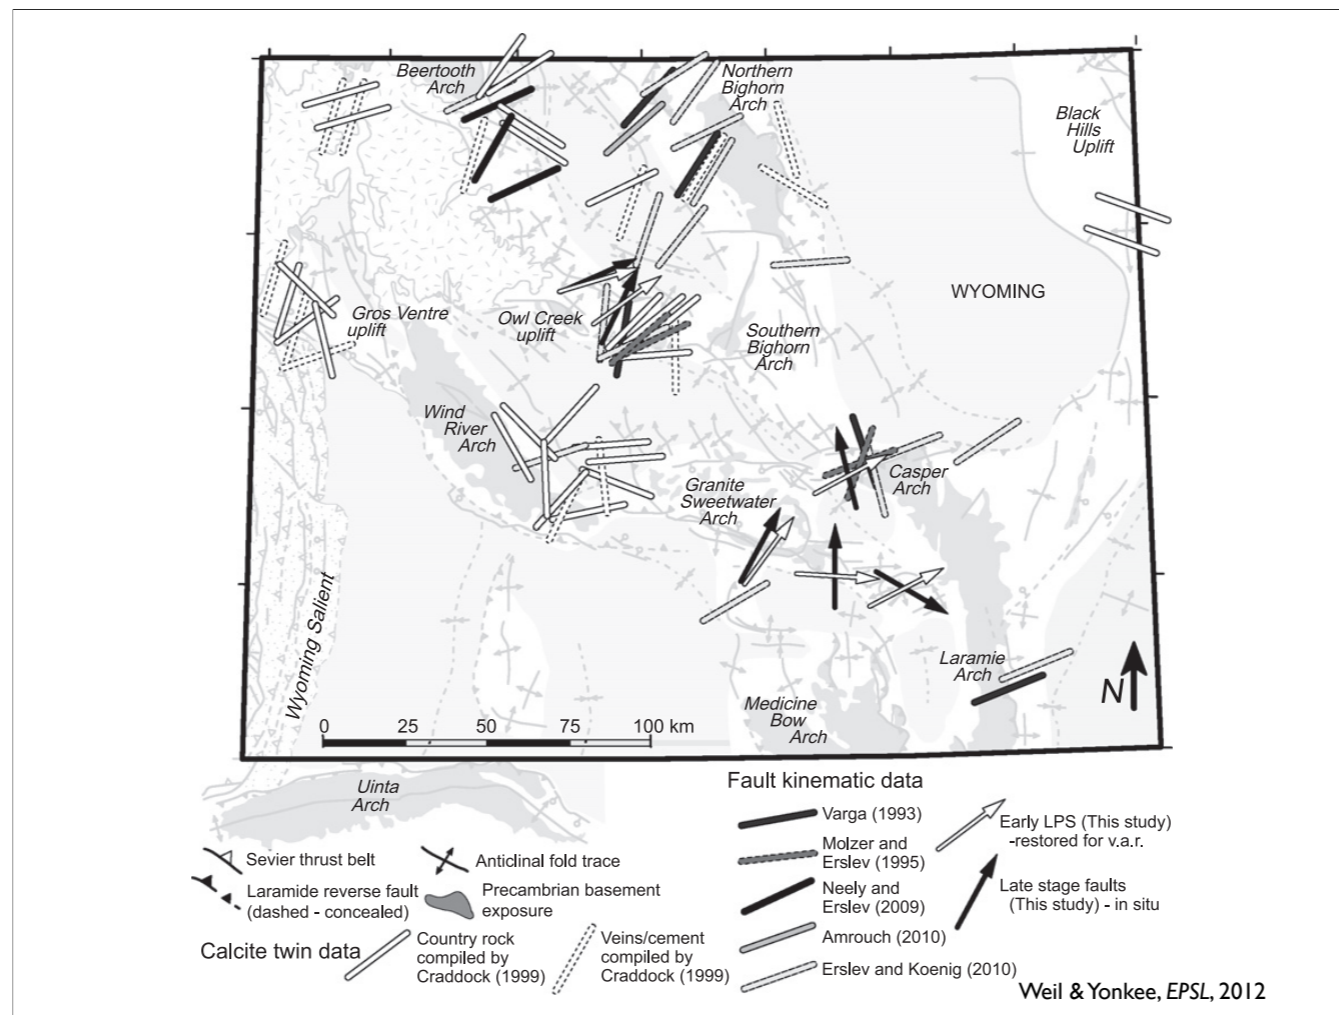 Beertooth
Arch
Northern
Bighorn
Arch
Black
Hills
Uplift
WYOMING
Gros Ventre
uplift
Owl Creek
uplift
Southern
Bighorn
Arch
Wind
River
Arch
Granite
Sweetwater
Arch
Casper
Arch
Wyoming Salient
Laramie
Arch
N
Medicine
Bow
Arch
0 25 50 75 100 km
Uinta
Arch
Fault kinematic data
Varga (1993)
Molzer and
Erslev (1995)
Neely and
Erslev (2009)
Amrouch (2010)
Erslev and Koenig (2010)
Early LPS (This study)
-restored for v.a.r.
Late stage faults
(This study) - in situ
Sevier thrust belt
Anticlinal fold trace
Laramide reverse fault
(dashed - concealed)
Precambrian basement
exposure
Calcite twin data
Country rock
compiled by
Craddock (1999)
Veins/cement
compiled by
Craddock (1999)
Weil & Yonkee, EPSL, 2012